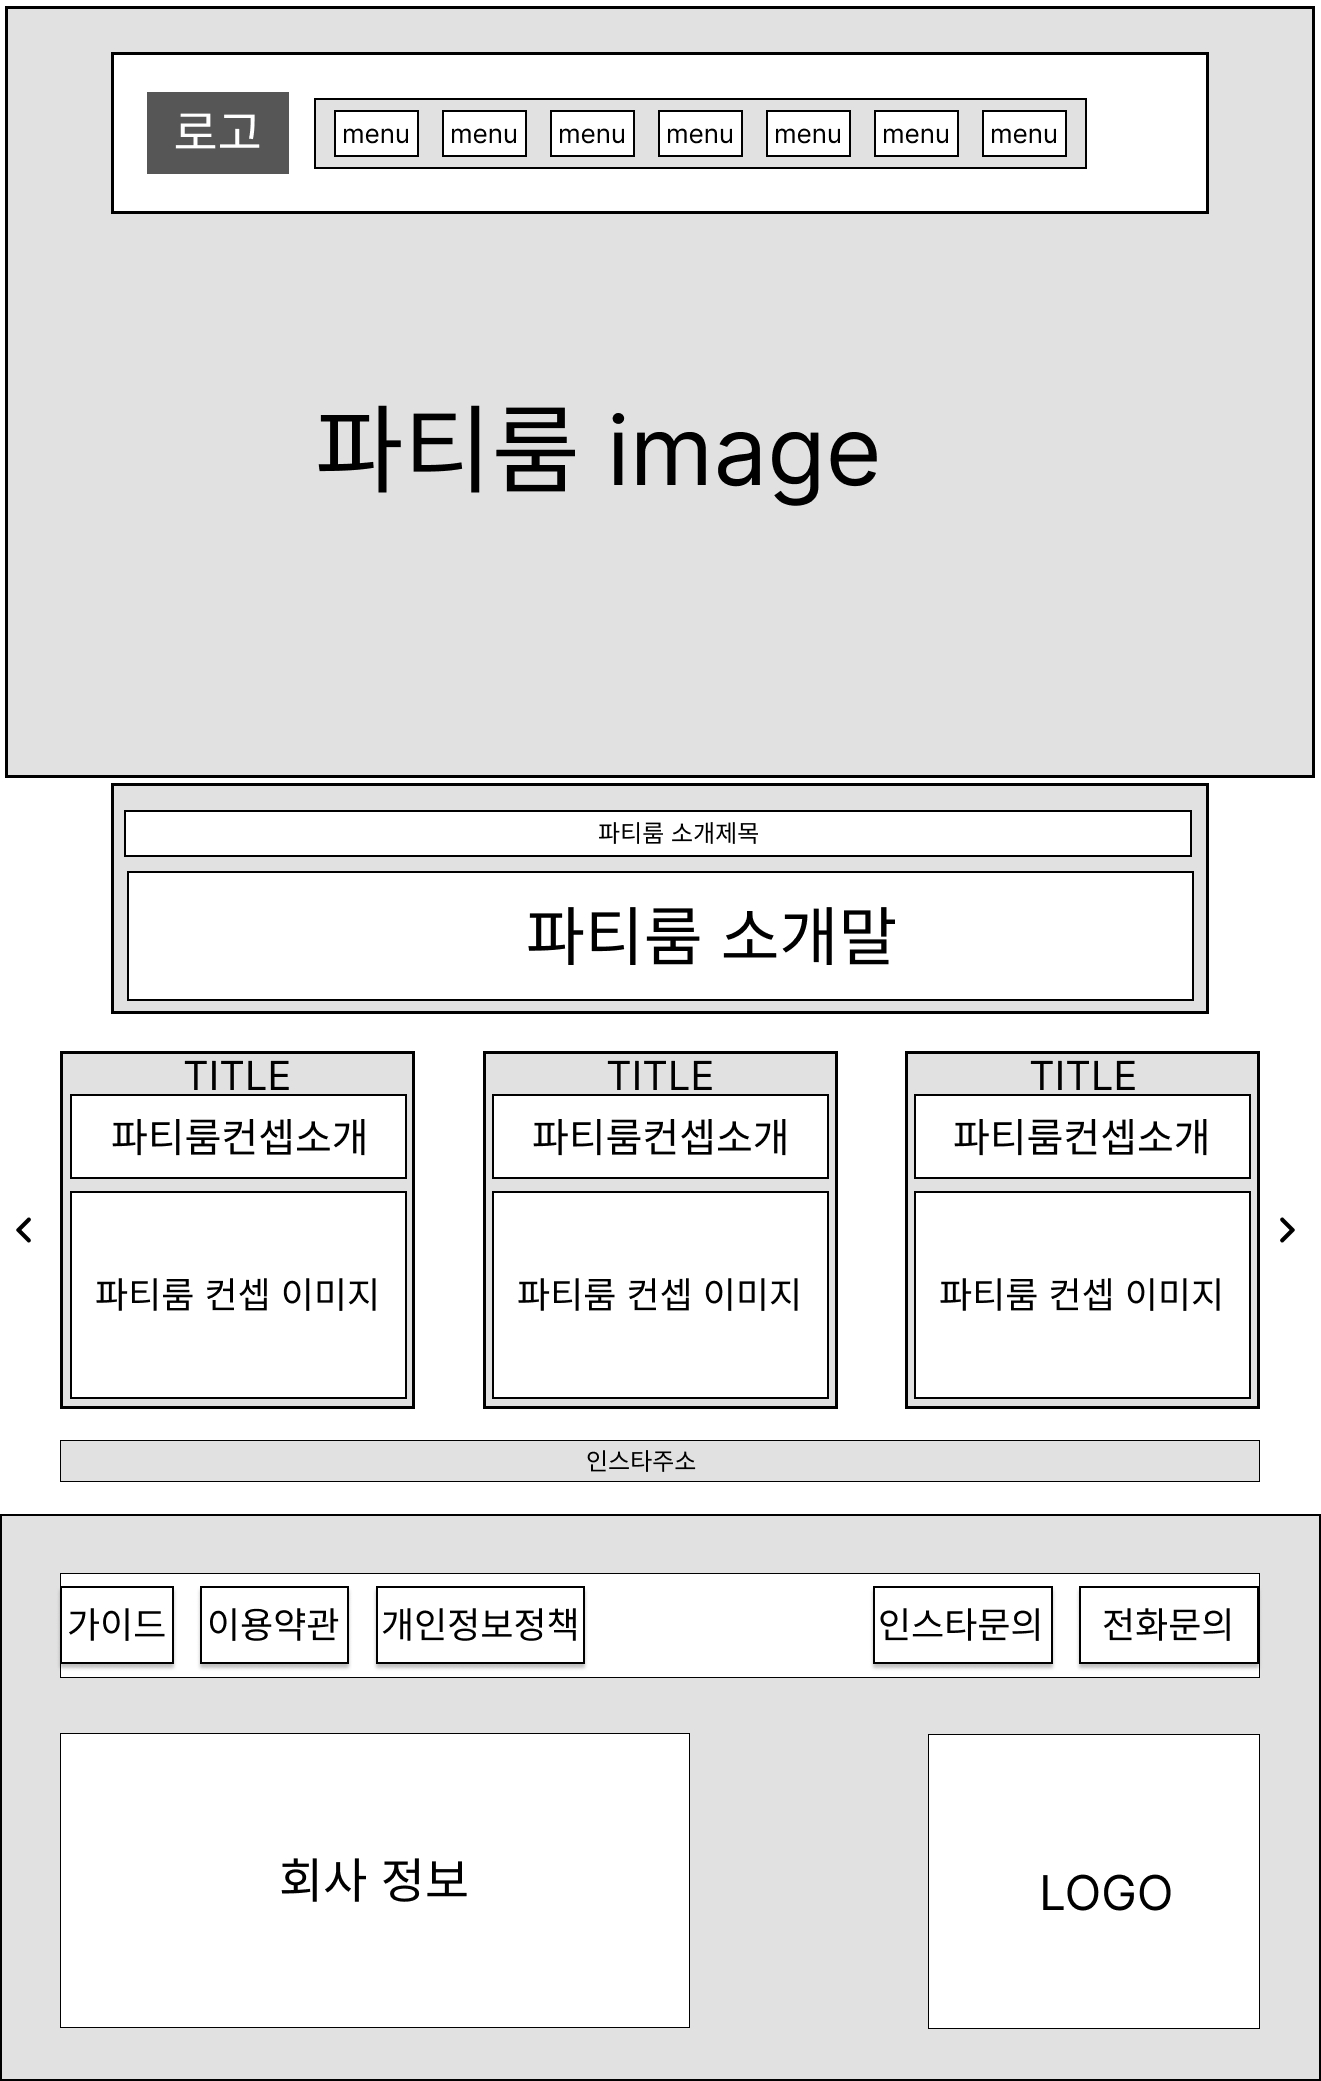 로고
menu menu menu menu menu menu menu
파티룸 image
파티룸 소개제목
파티룸 소개말
TITLE TITLE TITLE
파티룸컨셉소개 파티룸컨셉소개 파티룸컨셉소개
파티룸 컨셉 이미지 파티룸 컨셉 이미지 파티룸 컨셉 이미지
인스타주소
가이드 이용약관 개인정보정책 인스타문의 전화문의
회사 정보
LOGO